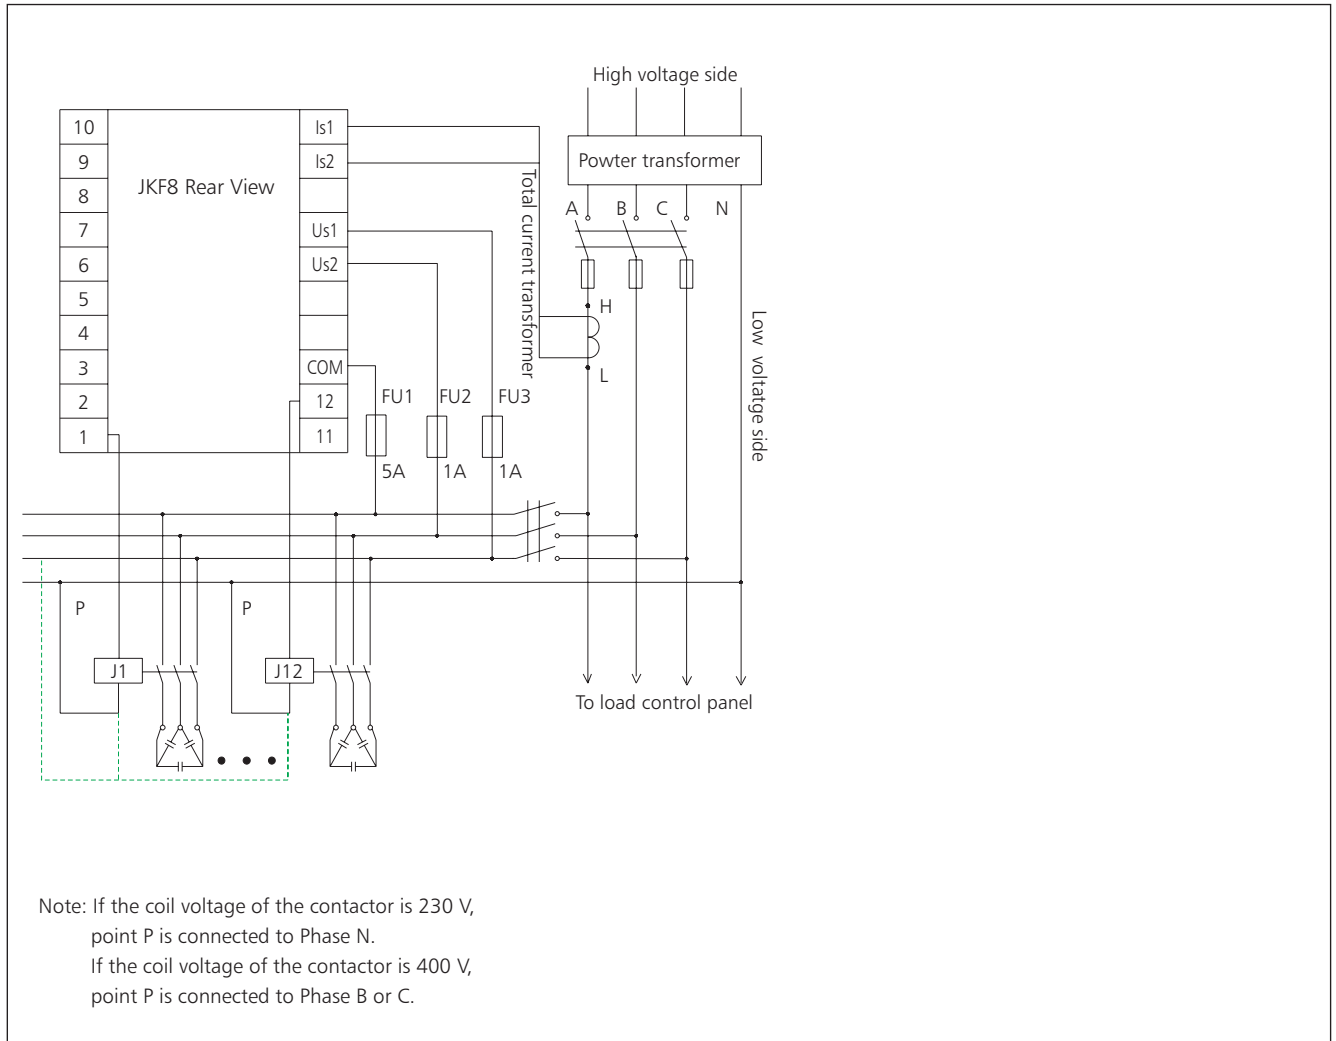 High voltage side
10
9
8
7
6
5
4
3
2
1
JKF8 Rear View
Is1
Is2
Us1
Us2
COM
12
11
Total current transformer
Powter transformer
A
B
C
N
H
L
Low voltatge side
FU1
FU2
FU3
5A
1A
1A
P
P
J1
J12
To load control panel
Note: If the coil voltage of the contactor is 230 V,
point P is connected to Phase N.
If the coil voltage of the contactor is 400 V,
point P is connected to Phase B or C.